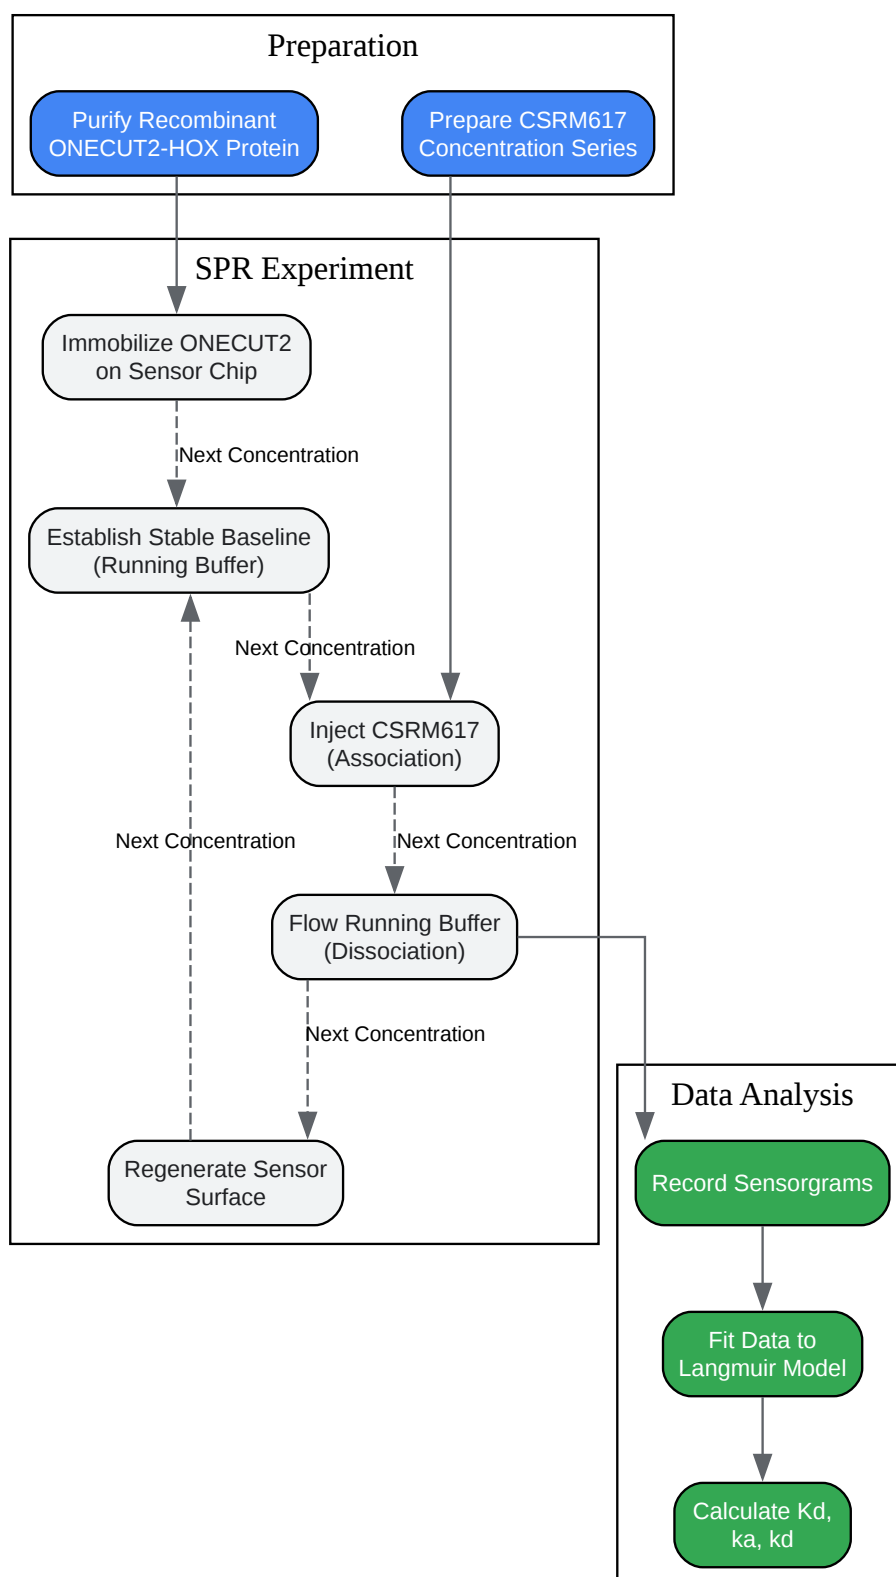 Preparation
Purify Recombinant
ONECUT2-HOX Protein
Prepare CSRM617
Concentration Series
SPR Experiment
Immobilize ONECUT2
on Sensor Chip
Next Concentration
Establish Stable Baseline
(Running Buffer)
Next Concentration
Inject CSRM617
(Association)
Next Concentration
Next Concentration
Flow Running Buffer
(Dissociation)
Next Concentration
Regenerate Sensor
Surface
Data Analysis
Record Sensorgrams
Fit Data to
Langmuir Model
Calculate Kd,
ka, kd